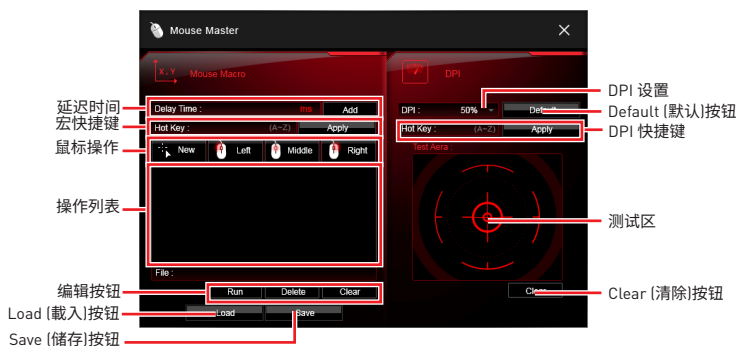 Mouse Master
X, Y
Mouse Macro
DPI
延迟时间
Delay Time :
ms
Add
DPI :
50%
Default
DPI 设置
Default (默认)按钮
宏快捷键
Hot Key :
(A~Z)
Apply
Hot Key :
(A~Z)
Apply
DPI 快捷键
鼠标操作
New
Left
Middle
Right
Test Aera :
操作列表
测试区
File :
编辑按钮
Run
Delete
Clear
Clear
Clear (清除)按钮
Load (載入)按钮
Load
Save
Save (储存)按钮